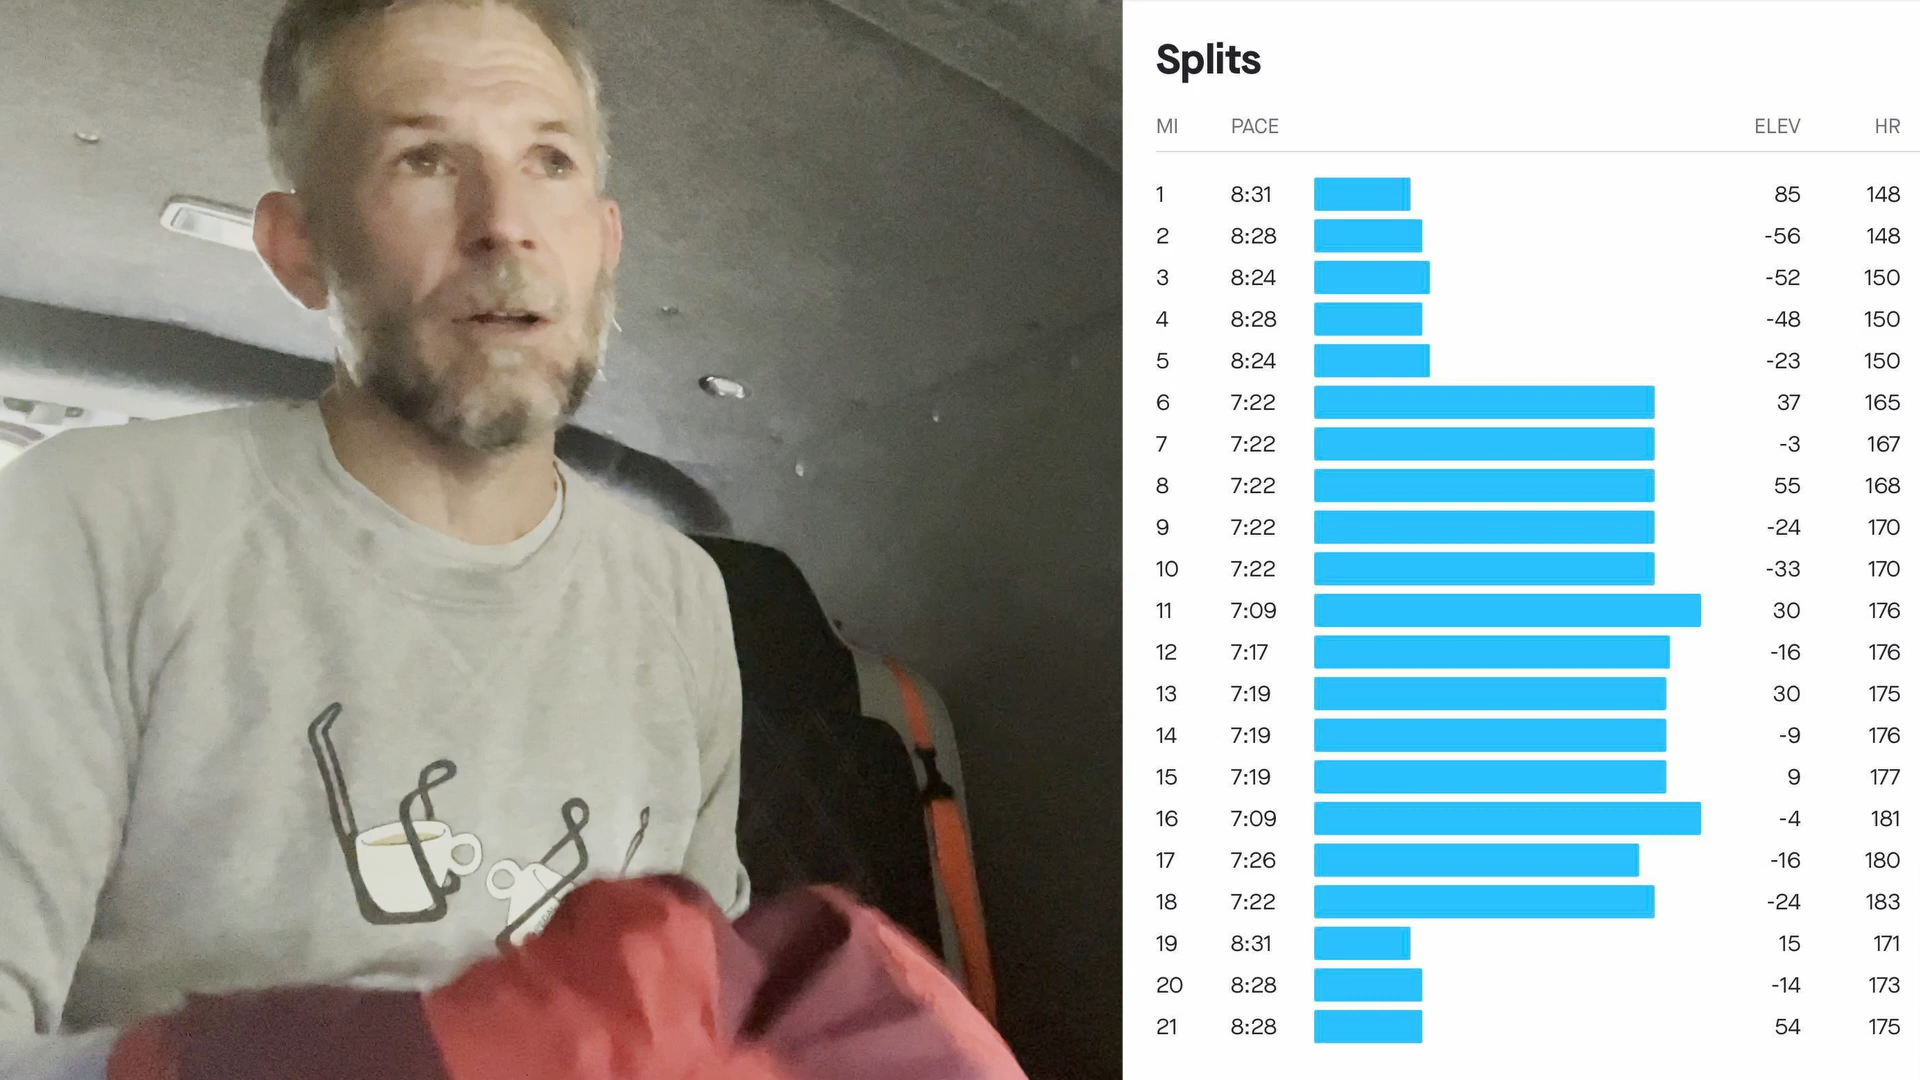 Splits
MI PACE ELEV HR
1 8:31 85 148
2 8:28 -56 148
3 8:24 -52 150
4 8:28 -48 150
5 8:24 -23 150
6 7:22 37 165
7 7:22 -3 167
8 7:22 55 168
9 7:22 -24 170
10 7:22 -33 170
11 7:09 30 176
12 7:17 -16 176
13 7:19 30 175
14 7:19 -9 176
15 7:19 9 177
16 7:09 -4 181
17 7:26 -16 180
18 7:22 -24 183
19 8:31 15 171
20 8:28 -14 173
21 8:28 54 175